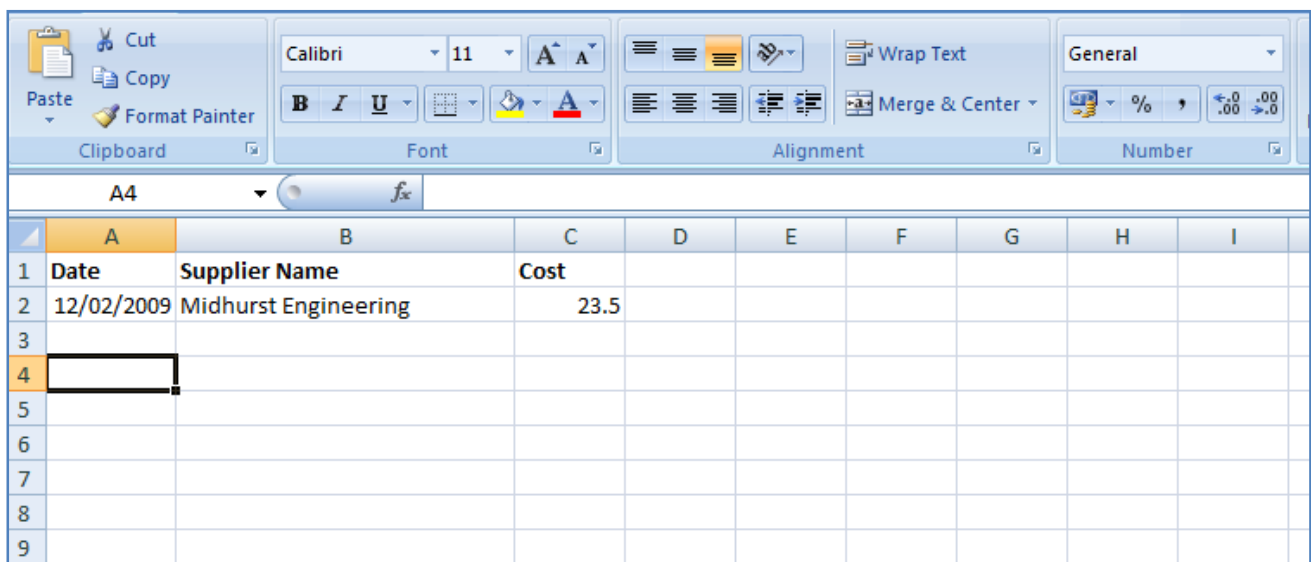 Cut
Copy
Paste
Format Painter
Clipboard
Calibri 11 A A
B I U A
Font
Wrap Text
Merge & Center
Alignment
General
% , .0 .00 .00 .0
Number
A4 fx
A B C D E F G H I
1 Date Supplier Name Cost
2 12/02/2009 Midhurst Engineering 23.5
3
4
5
6
7
8
9